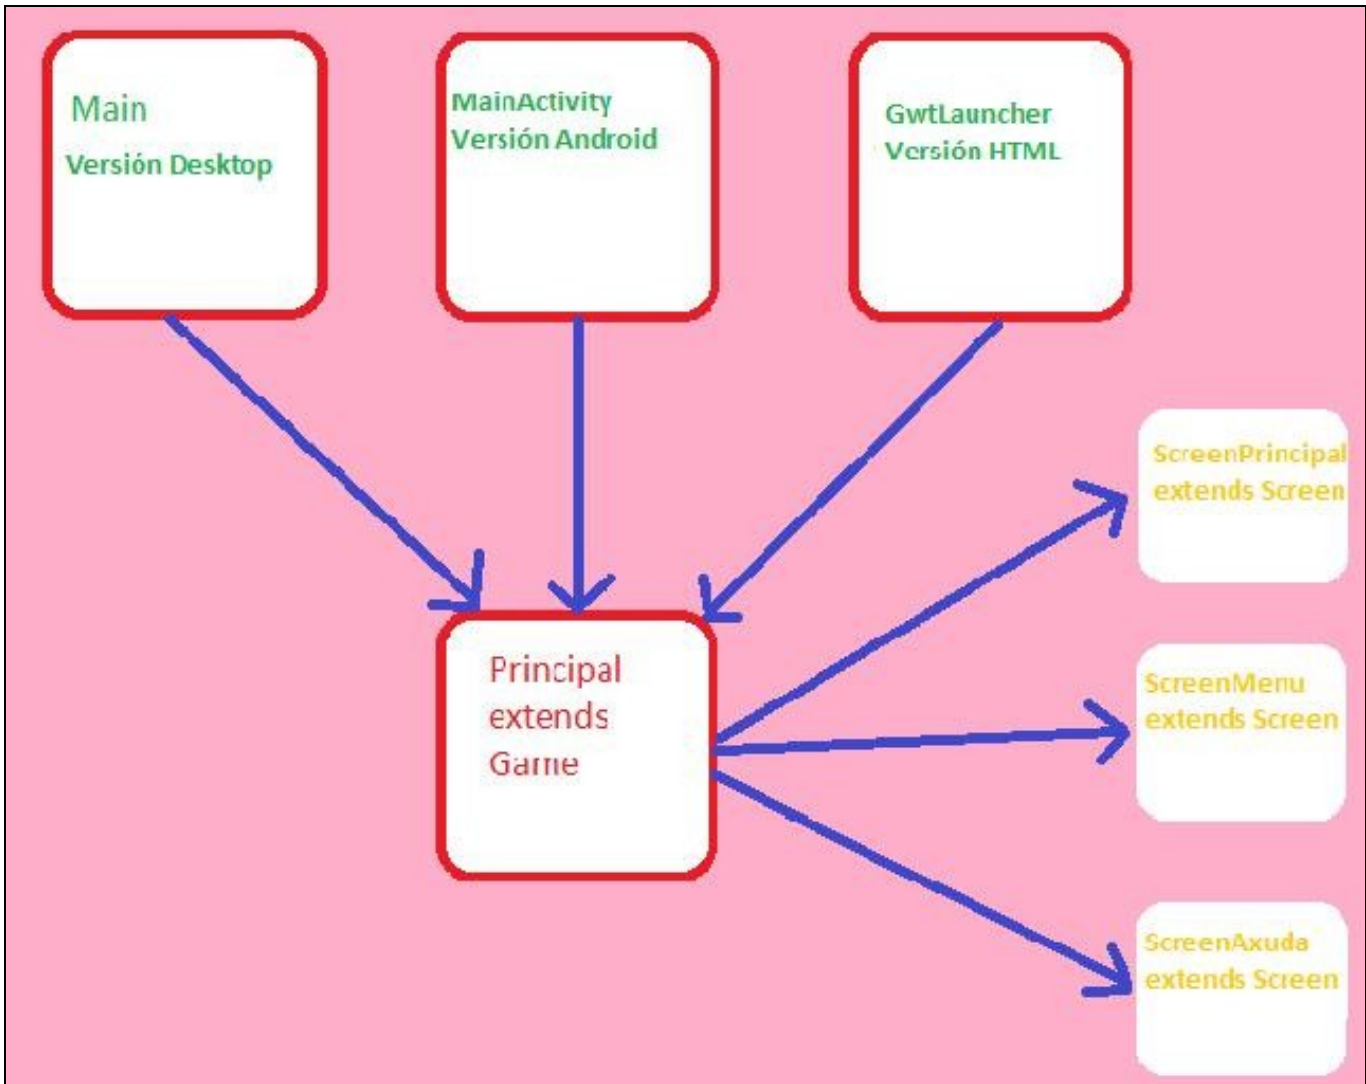 Main
Versión Desktop
MainActivity
Versión Android
GwtLauncher
Versión HTML
ScreenPrincipal
extends Screen
Principal
extends
Game
ScreenMenu
extends Screen
ScreenAxuda
extends Screen